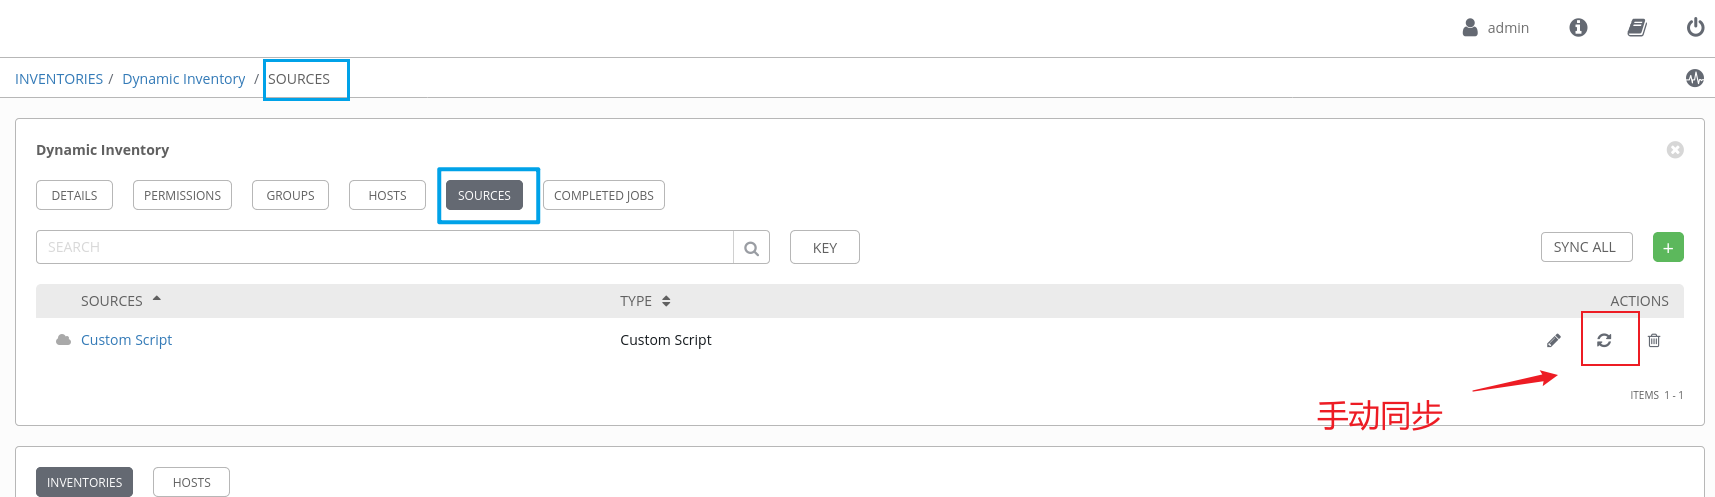 admin
INVENTORIES / Dynamic Inventory / SOURCES
Dynamic Inventory
DETAILS PERMISSIONS GROUPS HOSTS SOURCES COMPLETED JOBS
SEARCH KEY SYNC ALL +
SOURCES TYPE ACTIONS
Custom Script Custom Script
ITEMS 1 - 1
手动同步
INVENTORIES HOSTS